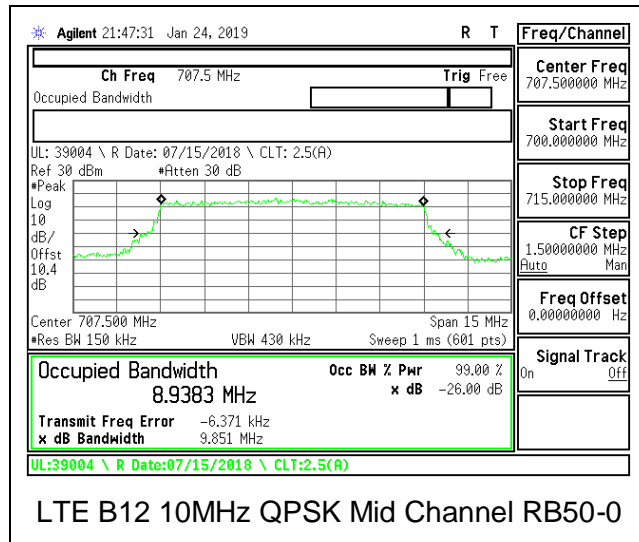 Agilent 21:47:31 Jan 24, 2019 R T
Freq/Channel
Ch Freq 707.5 MHz Trig Free
Occupied Bandwidth
UL: 39004 \ R Date: 07/15/2018 \ CLT: 2.5(A)
Ref 30 dBm #Atten 30 dB
#Peak
Log
10
dB/
Offst
10.4
dB
Center 707.500 MHz Span 15 MHz
#Res BW 150 kHz VBW 430 kHz Sweep 1 ms (601 pts)
Occupied Bandwidth Occ BW % Pwr 99.00 %
8.9383 MHz x dB -26.00 dB
Transmit Freq Error -6.371 kHz
x dB Bandwidth 9.851 MHz
UL:39004 \ R Date:07/15/2018 \ CLT:2.5(A)
Center Freq
707.500000 MHz
Start Freq
700.000000 MHz
Stop Freq
715.000000 MHz
CF Step
1.50000000 MHz
Auto Man
Freq Offset
0.00000000 Hz
Signal Track
On Off
LTE B12 10MHz QPSK Mid Channel RB50-0